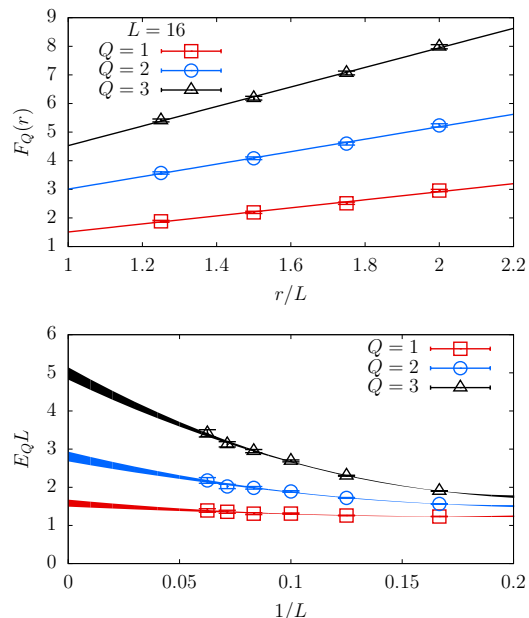 L = 16
Q = 1
Q = 2
Q = 3
F_Q(r)
9
8
7
6
5
4
3
2
1
1 1.2 1.4 1.6 1.8 2 2.2
r/L
Q = 1
Q = 2
Q = 3
E_Q L
6
5
4
3
2
1
0
0 0.05 0.1 0.15 0.2
1/L